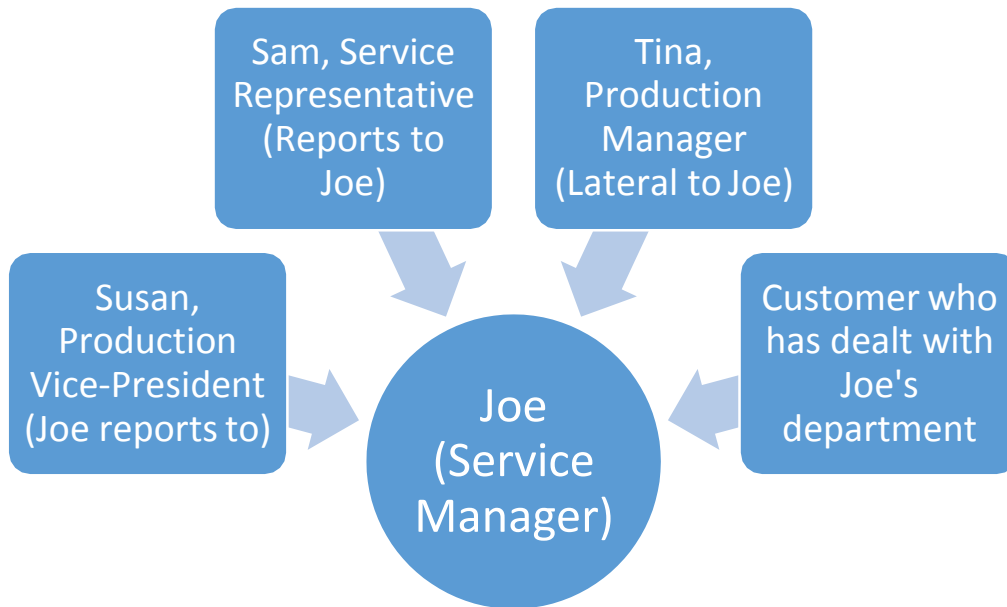 Sam, Service
Representative
(Reports to
Joe)
Tina,
Production
Manager
(Lateral to Joe)
Susan,
Production
Vice-President
(Joe reports to)
Customer who
has dealt with
Joe's
department
Joe
(Service
Manager)